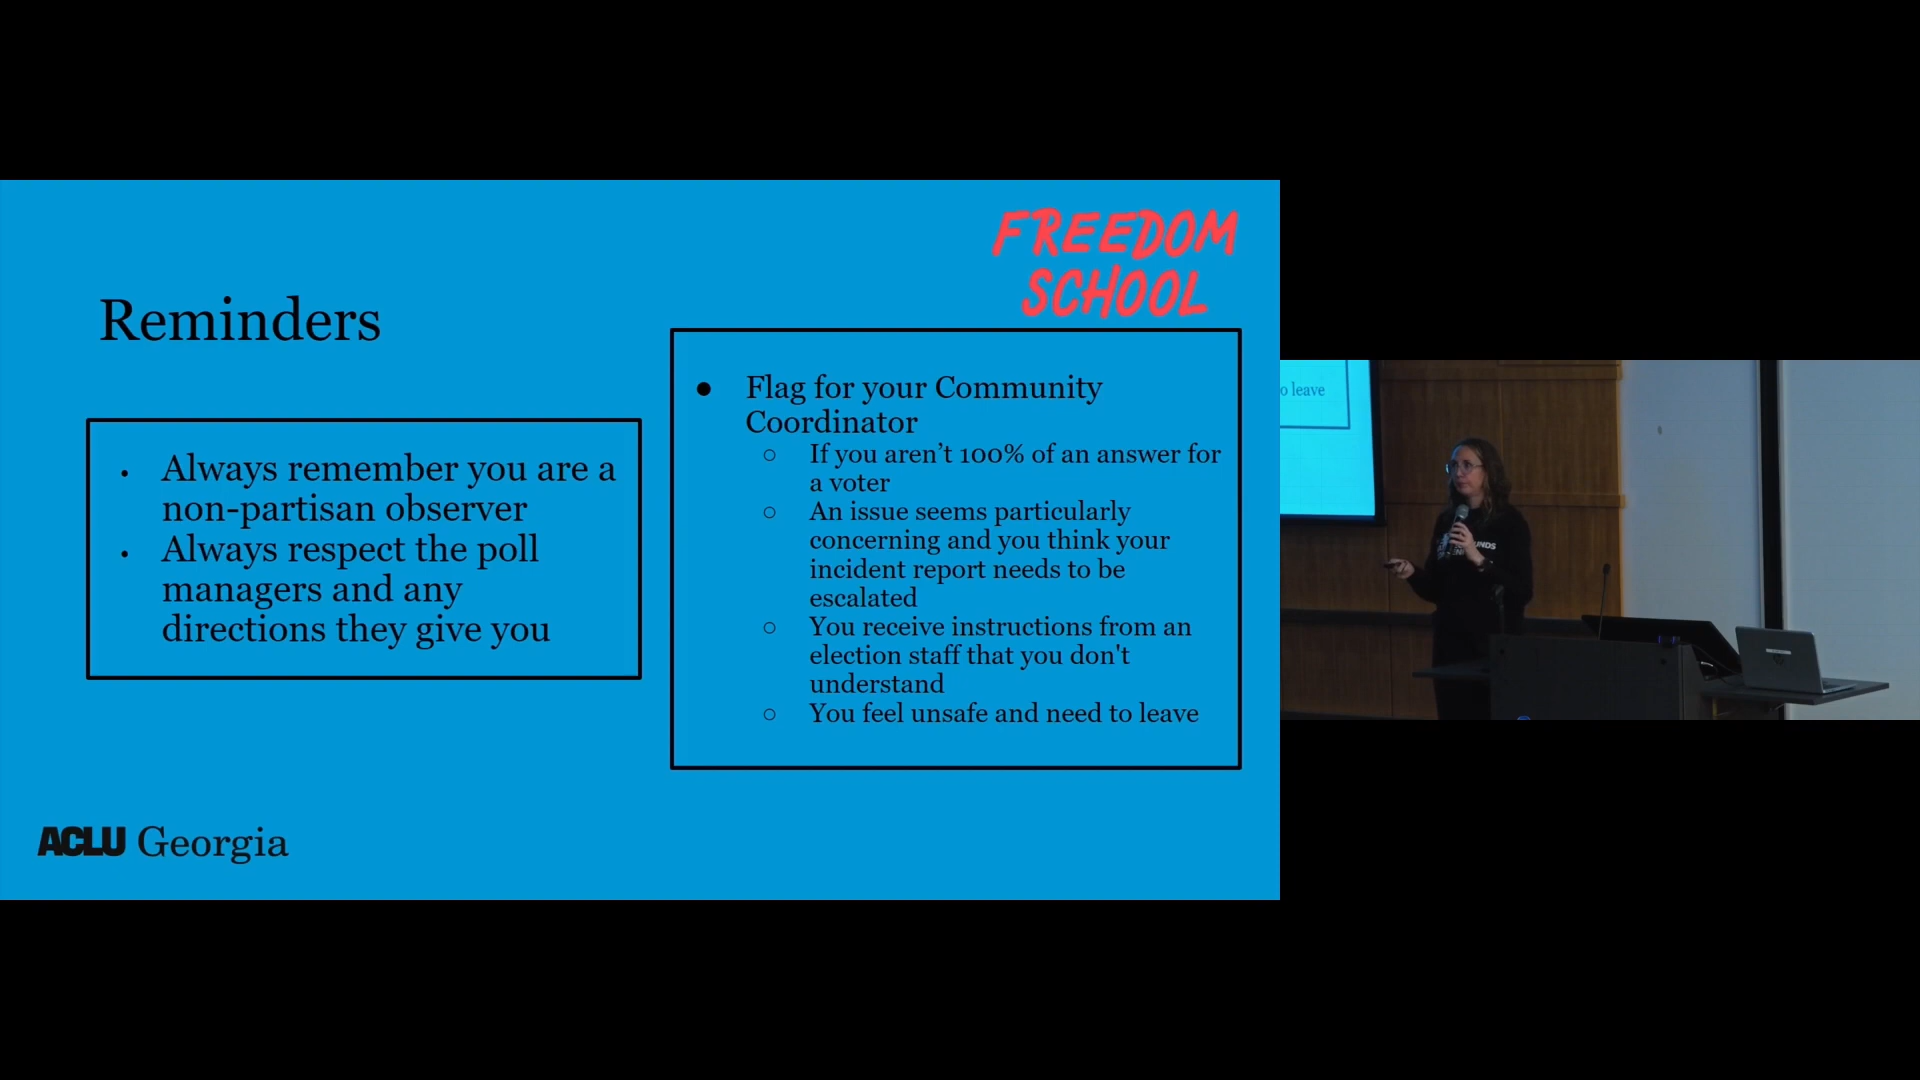 FREEDOM
SCHOOL
Reminders
Always remember you are a
non-partisan observer
Always respect the poll
managers and any
directions they give you
Flag for your Community
Coordinator
If you aren’t 100% of an answer for
a voter
An issue seems particularly
concerning and you think your
incident report needs to be
escalated
You receive instructions from an
election staff that you don't
understand
You feel unsafe and need to leave
ACLU Georgia
o leave